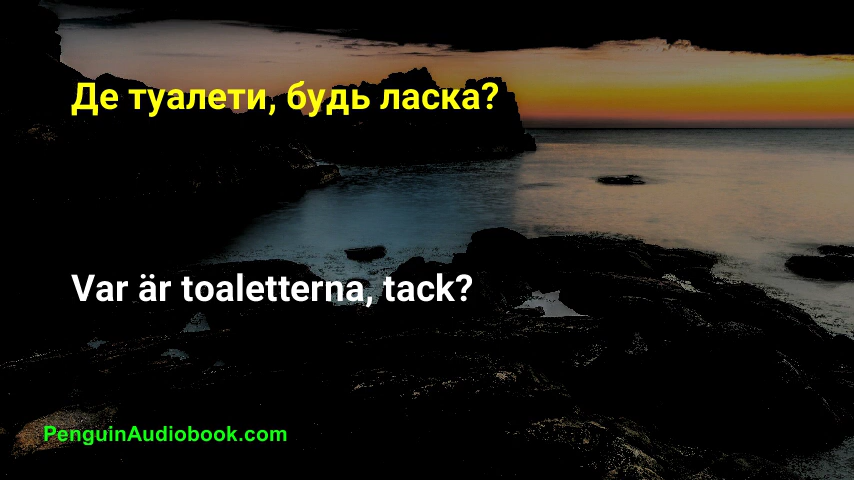 Де туалети, будь ласка?
Var är toaletterna, tack?
PenguinAudiobook.com